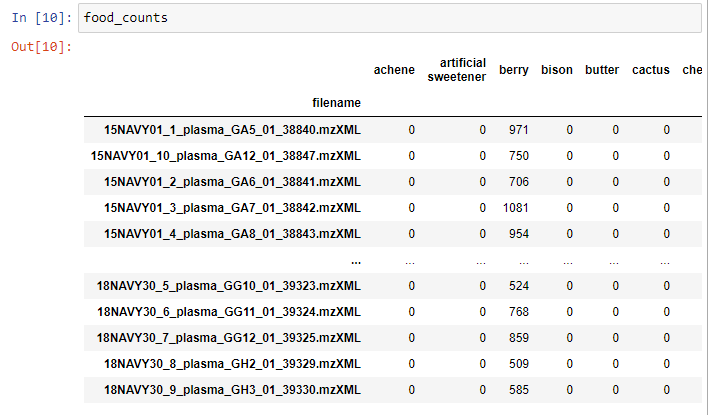 In [10]: food_counts
Out[10]:
achene artificial sweetener berry bison butter cactus che
filename
15NAVY01_1_plasma_GA5_01_38840.mzXML 0 0 971 0 0 0
15NAVY01_10_plasma_GA12_01_38847.mzXML 0 0 750 0 0 0
15NAVY01_2_plasma_GA6_01_38841.mzXML 0 0 706 0 0 0
15NAVY01_3_plasma_GA7_01_38842.mzXML 0 0 1081 0 0 0
15NAVY01_4_plasma_GA8_01_38843.mzXML 0 0 954 0 0 0
... ... ... ... ... ... ...
18NAVY30_5_plasma_GG10_01_39323.mzXML 0 0 524 0 0 0
18NAVY30_6_plasma_GG11_01_39324.mzXML 0 0 768 0 0 0
18NAVY30_7_plasma_GG12_01_39325.mzXML 0 0 859 0 0 0
18NAVY30_8_plasma_GH2_01_39329.mzXML 0 0 509 0 0 0
18NAVY30_9_plasma_GH3_01_39330.mzXML 0 0 585 0 0 0